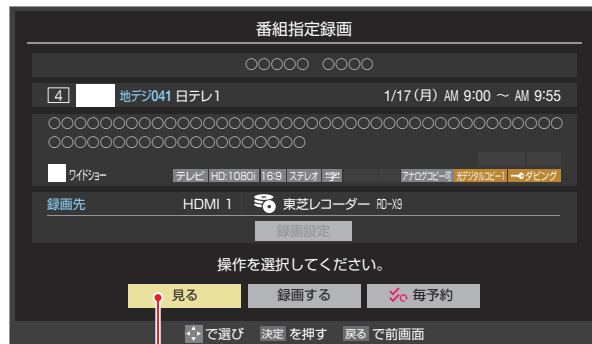 番組指定録画
○○○○○ ○○○○
4 地デジ041 日テレ1 1/17(月) AM 9:00 ~ AM 9:55
○○○○○○○○○○○○○○○○○○○○○○○○○○○○○○○○○○○○○○○○
○○○○○○○○○○○○○○○○○○○○
ワイドショー テレビ HD:1080i 16:9 ステレオ 字 アナログコピー可 光デジタルコピー1 ダビング
録画先 HDMI 1 東芝レコーダー RD-X9
録画設定
操作を選択してください。
見る 録画する 毎予約
で選び 決定 を押す 戻る で前画面